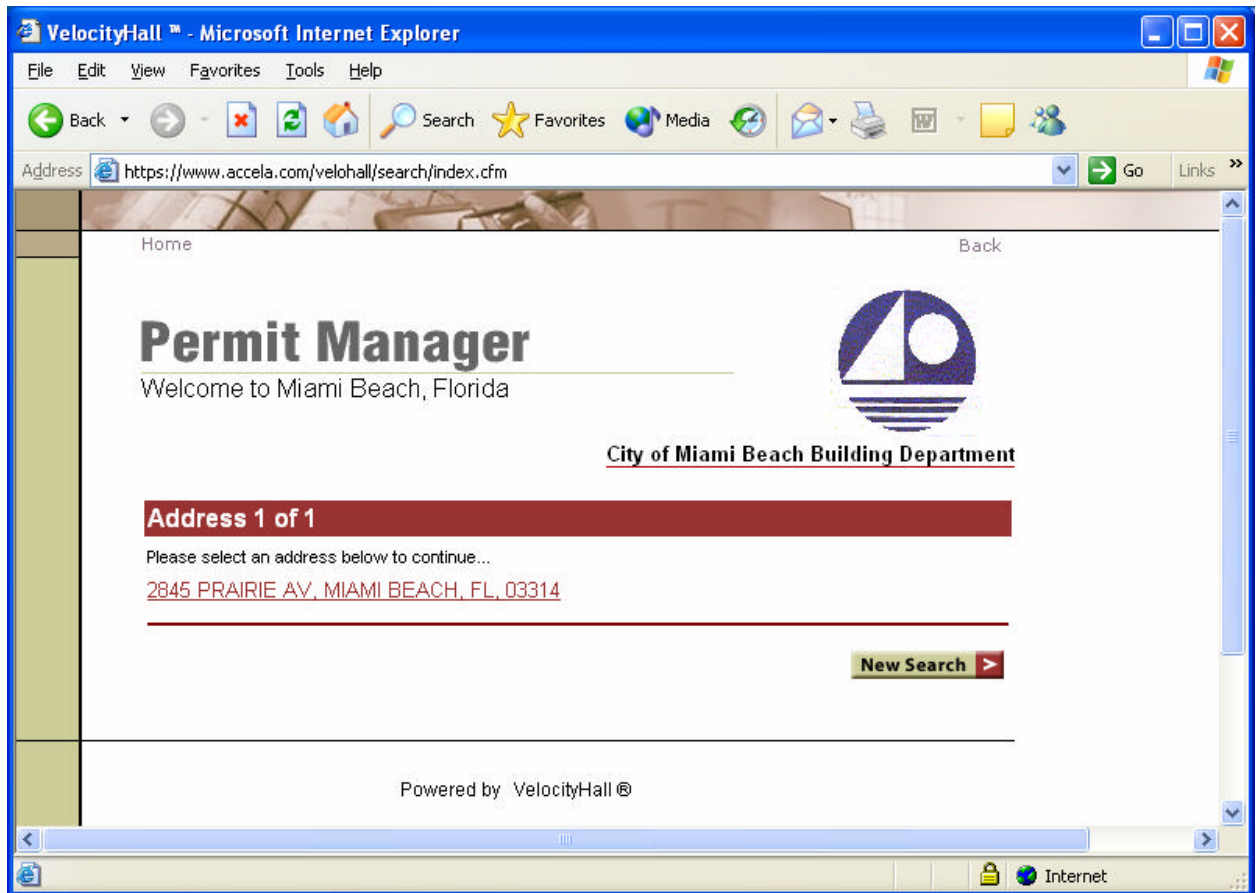 VelocityHall ™ - Microsoft Internet Explorer
File Edit View Favorites Tools Help
Back Search Favorites Media
Address https://www.accela.com/velohall/search/index.cfm Go Links »
Home Back
Permit Manager
Welcome to Miami Beach, Florida
City of Miami Beach Building Department
Address 1 of 1
Please select an address below to continue...
2845 PRAIRIE AV, MIAMI BEACH, FL, 03314
New Search >
Powered by VelocityHall ®
Internet